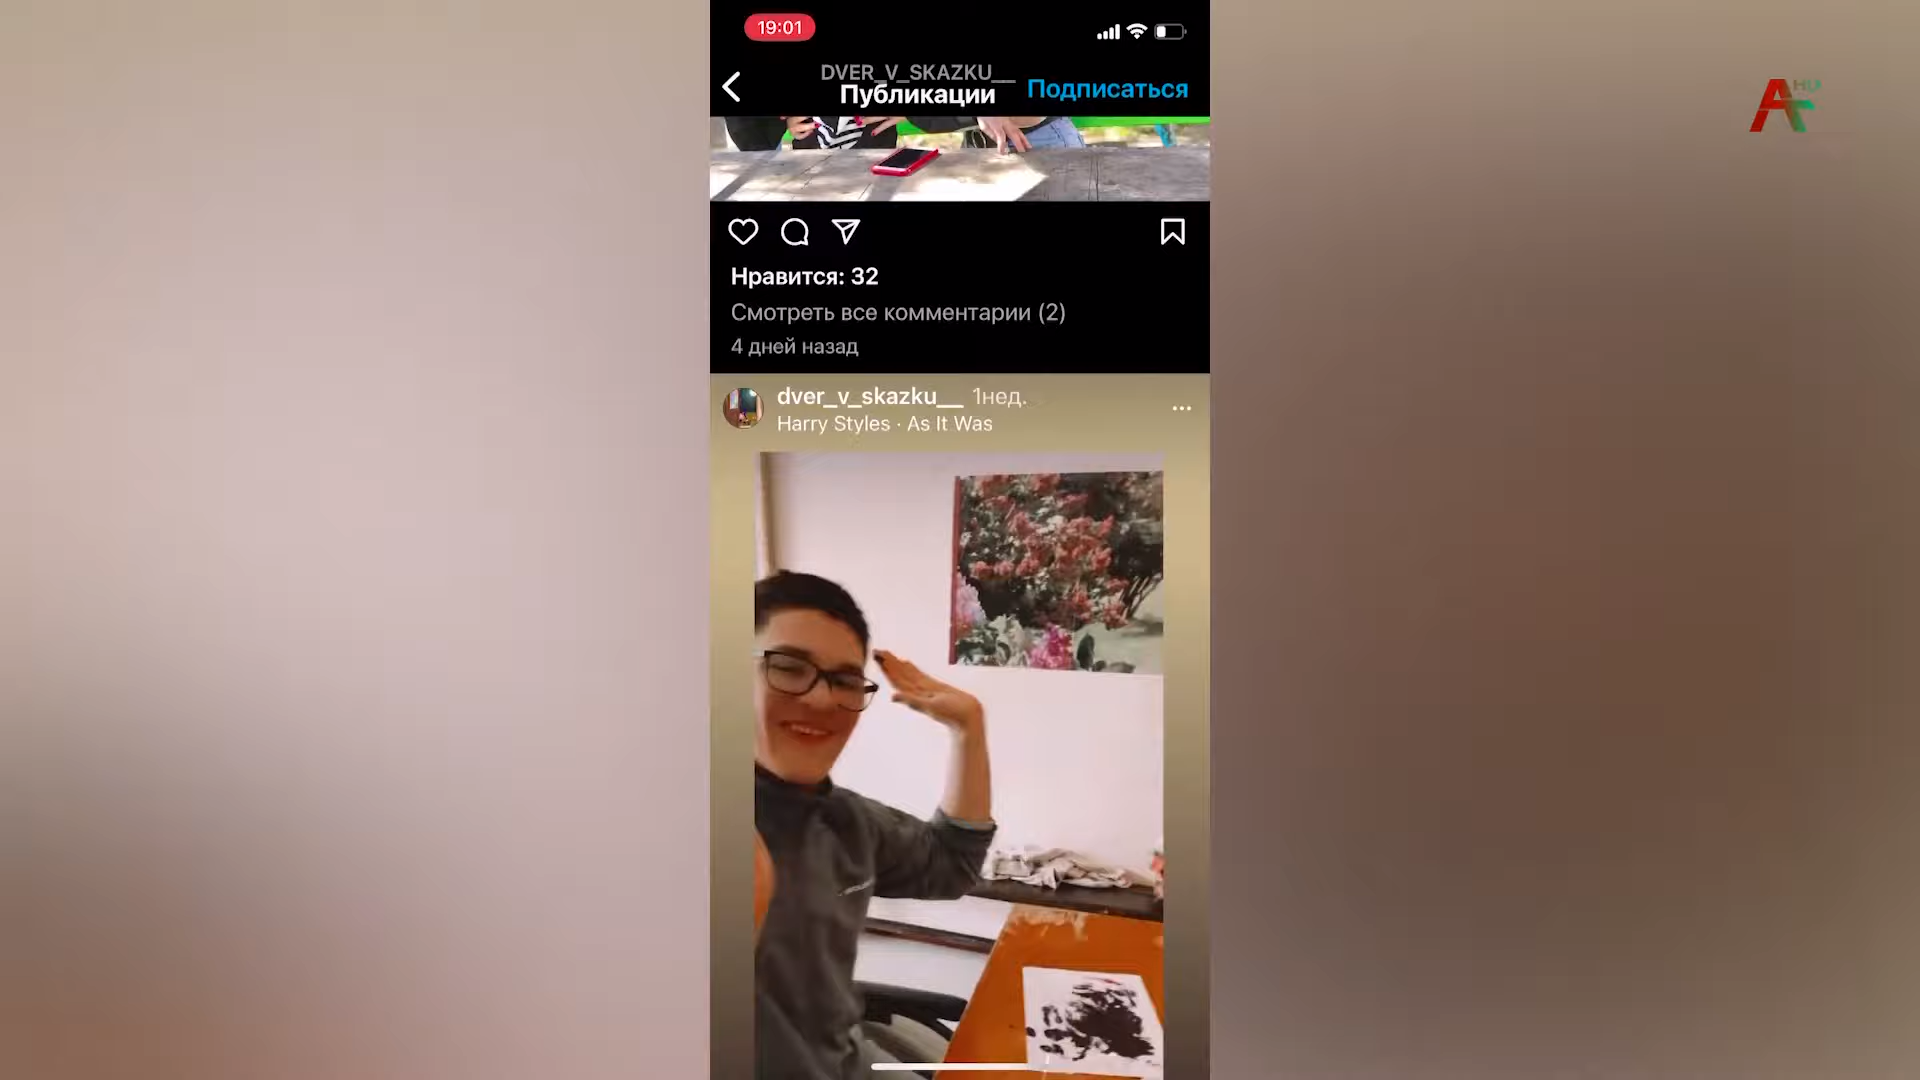 19:01
DVER_V_SKAZKU__
Публикации
Подписаться
Нравится: 32
Смотреть все комментарии (2)
4 дней назад
dver_v_skazku__ 1нед.
Harry Styles · As It Was